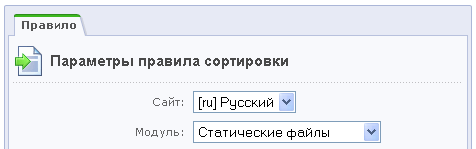 Правило
Параметры правила сортировки
Сайт: [ru] Русский
Модуль: Статические файлы